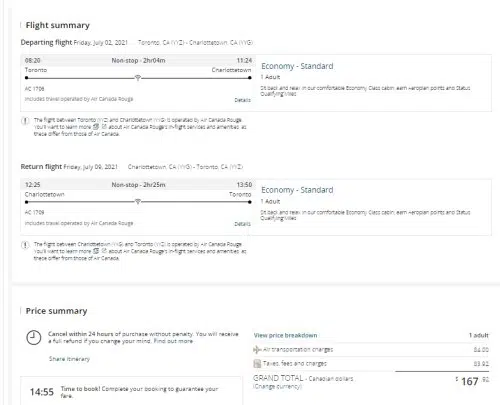 Flight summary
Departing flight Friday, July 02, 2021 Toronto, CA (YYZ) - Charlottetown, CA (YYG)
08:20 Non-stop - 2hr04m 11:24
Toronto Charlottetown
AC 1706
Includes travel operated by Air Canada Rouge Details
Economy - Standard
1 Adult
Sit back and relax in our comfortable Economy Class cabin, earn Aeroplan points and Status
Qualifying Miles
The flight between Toronto (YYZ) and Charlottetown (YYG) is operated by Air Canada Rouge.
You'll want to learn more about Air Canada Rouge's in-flight services and amenities, as
these differ from those of Air Canada.
Return flight Friday, July 09, 2021 Charlottetown, CA (YYG) - Toronto, CA (YYZ)
12:25 Non-stop - 2hr25m 13:50
Charlottetown Toronto
AC 1709
Includes travel operated by Air Canada Rouge Details
Economy - Standard
1 Adult
Sit back and relax in our comfortable Economy Class cabin, earn Aeroplan points and Status
Qualifying Miles
The flight between Charlottetown (YYG) and Toronto (YYZ) is operated by Air Canada Rouge.
You'll want to learn more about Air Canada Rouge's in-flight services and amenities, as
these differ from those of Air Canada.
Price summary
Cancel within 24 hours of purchase without penalty. You will receive
a full refund if you change your mind. Find out more
Share itinerary
14:55 Time to book! Complete your booking to guarantee your
fare.
View price breakdown 1 adult
Air transportation charges 84.00
Taxes, fees and charges 83.92
GRAND TOTAL - Canadian dollars $ 167.92
(Change currency)